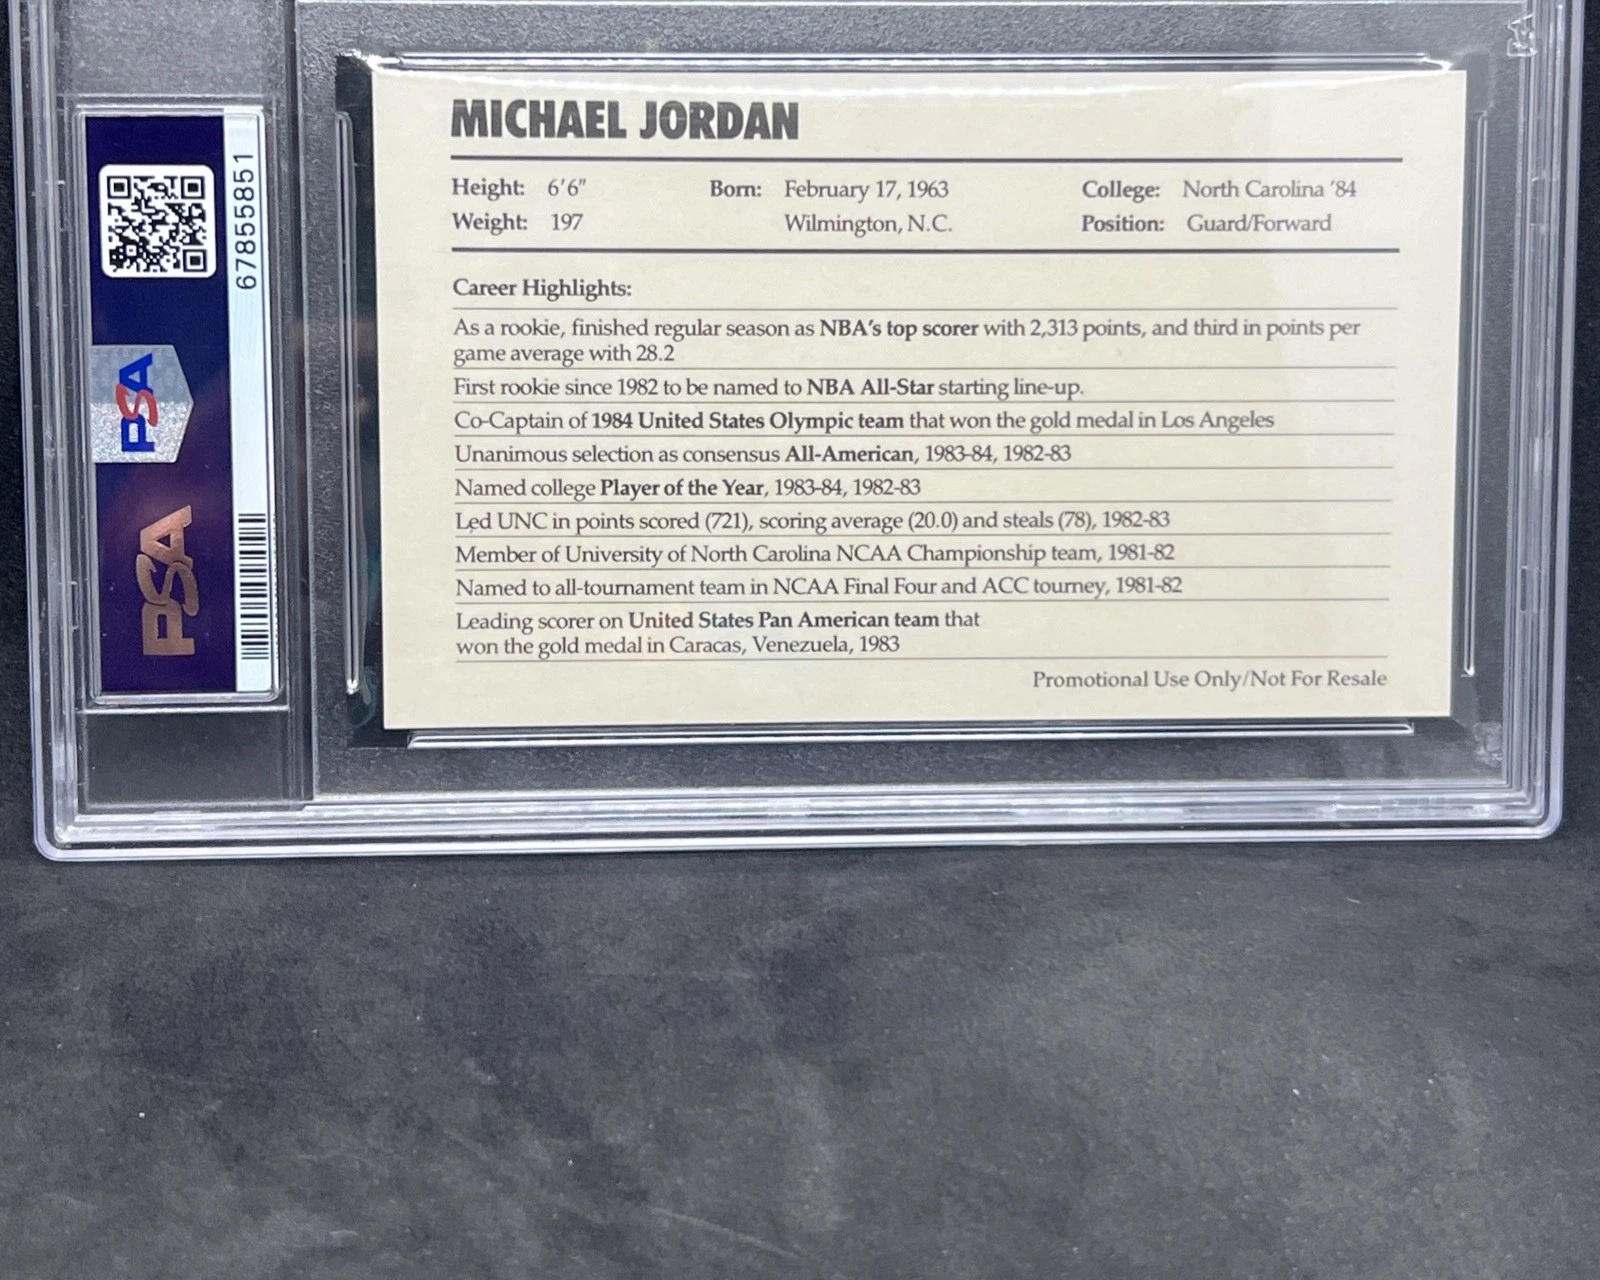 MICHAEL JORDAN
Height: 6'6" Born: February 17, 1963 College: North Carolina '84
Weight: 197 Wilmington, N.C. Position: Guard/Forward
Career Highlights:
As a rookie, finished regular season as NBA's top scorer with 2,313 points, and third in points per
game average with 28.2
First rookie since 1982 to be named to NBA All-Star starting line-up.
Co-Captain of 1984 United States Olympic team that won the gold medal in Los Angeles
Unanimous selection as consensus All-American, 1983-84, 1982-83
Named college Player of the Year, 1983-84, 1982-83
Led UNC in points scored (721), scoring average (20.0) and steals (78), 1982-83
Member of University of North Carolina NCAA Championship team, 1981-82
Named to all-tournament team in NCAA Final Four and ACC tourney, 1981-82
Leading scorer on United States Pan American team that
won the gold medal in Caracas, Venezuela, 1983
Promotional Use Only/Not For Resale
67855851
PSA
PSA